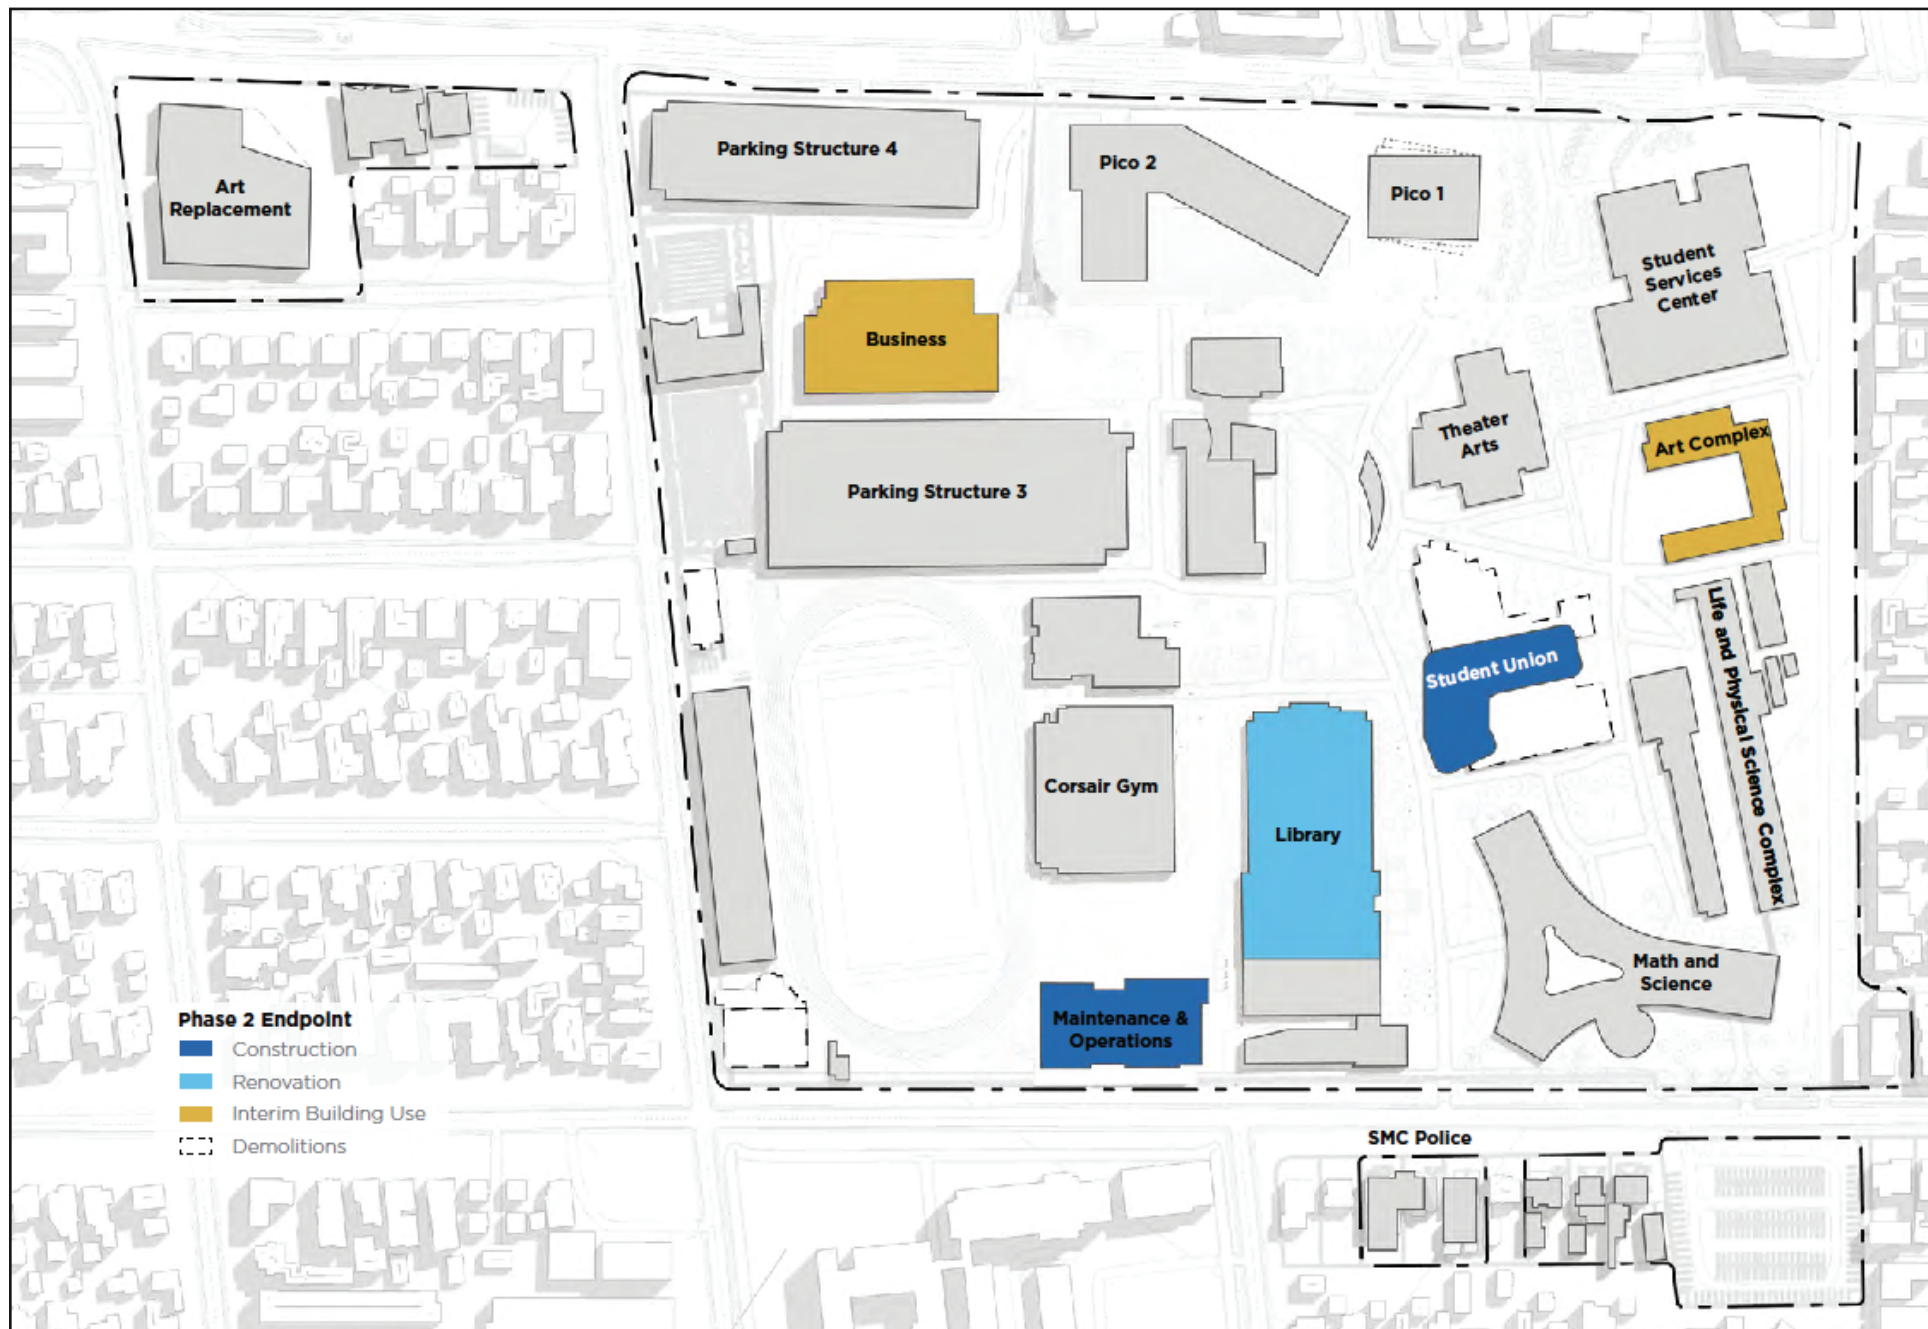 Parking Structure 4
Pico 2
Pico 1
Art
Replacement
Student
Services
Center
Business
Theater
Arts
Art Complex
Parking Structure 3
Life and Physical Science Complex
Student Union
Corsair Gym
Library
Math and
Science
Maintenance &
Operations
Phase 2 Endpoint
Construction
Renovation
Interim Building Use
Demolitions
SMC Police